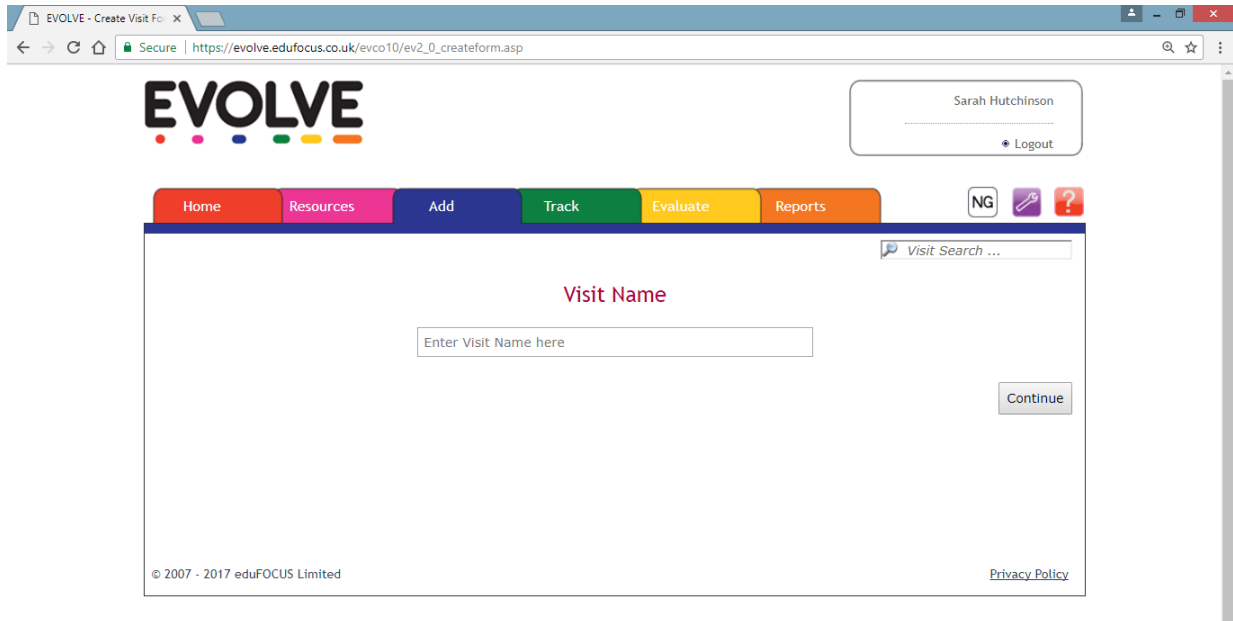 EVOLVE - Create Visit Fo
Secure | https://evolve.edufocus.co.uk/evco10/ev2_0_createform.asp
EVOLVE
Sarah Hutchinson
Logout
Home Resources Add Track Evaluate Reports NG ?
Visit Search ...
Visit Name
Enter Visit Name here
Continue
© 2007 - 2017 eduFOCUS Limited Privacy Policy